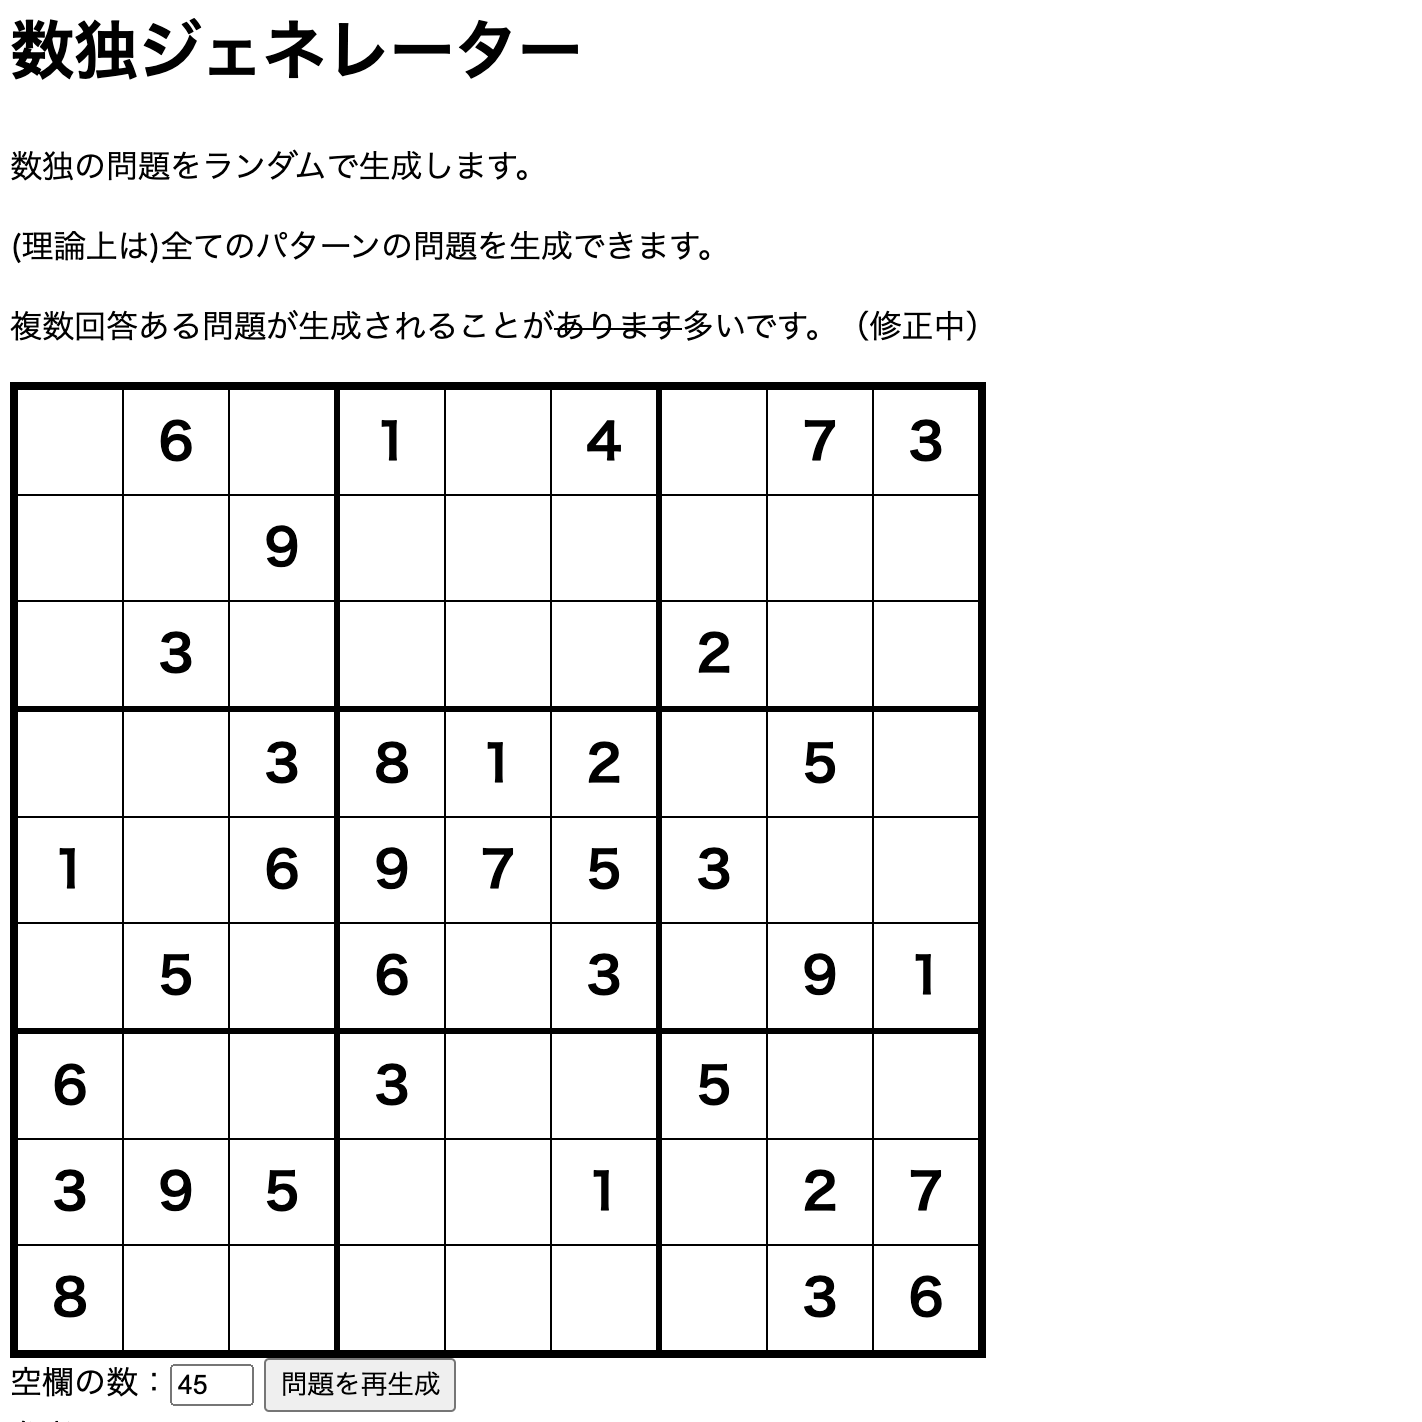 数独ジェネレーター
数独の問題をランダムで生成します。
(理論上は)全てのパターンの問題を生成できます。
複数回答ある問題が生成されることがあります多いです。（修正中）
6 1 4 7 3
9
3 2
3 8 1 2 5
1 6 9 7 5 3
5 6 3 9 1
6 3 5
3 9 5 1 2 7
8 3 6
空欄の数：45 問題を再生成